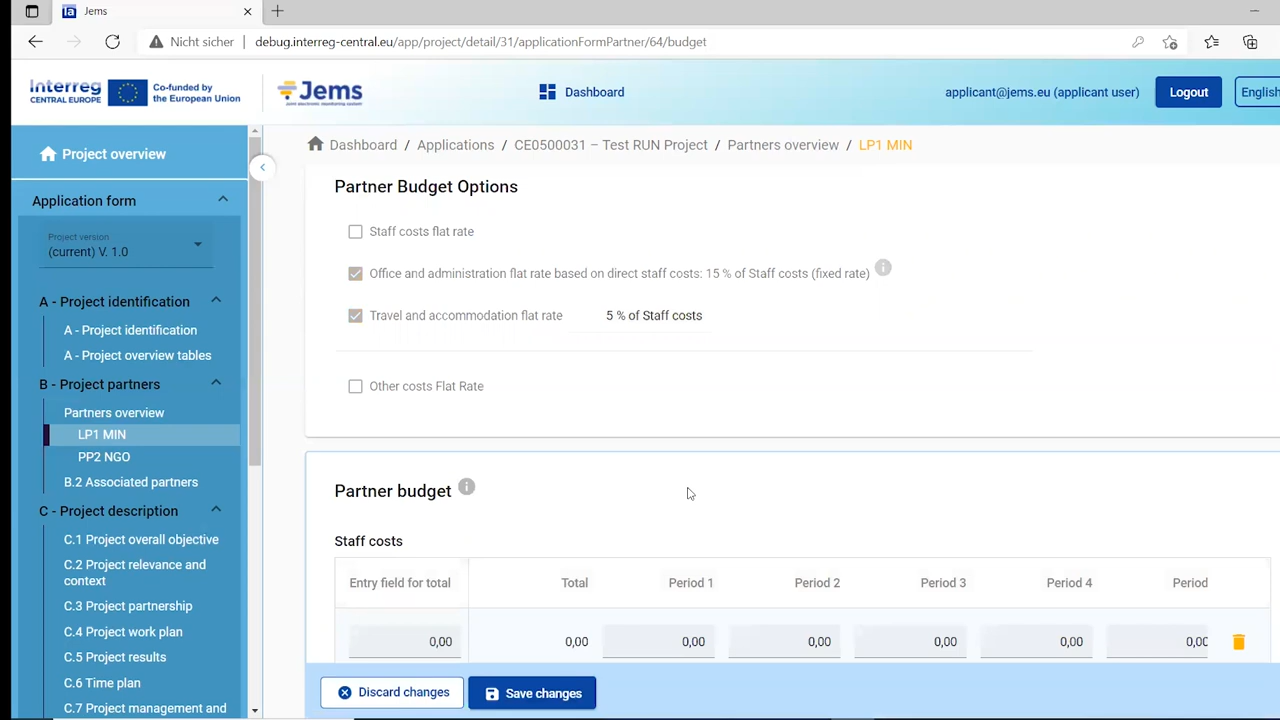 Jems
Nicht sicher debug.interreg-central.eu/app/project/detail/31/applicationFormPartner/64/budget
Interreg
CENTRAL EUROPE
Co-funded by
the European Union
Jems
Joint electronic monitoring system
Dashboard
applicant@jems.eu (applicant user)
Logout
English
Project overview
Dashboard / Applications / CE0500031 – Test RUN Project / Partners overview / LP1 MIN
Application form
Project version
(current) V. 1.0
A - Project identification
A - Project identification
A - Project overview tables
B - Project partners
Partners overview
LP1 MIN
PP2 NGO
B.2 Associated partners
C - Project description
C.1 Project overall objective
C.2 Project relevance and
context
C.3 Project partnership
C.4 Project work plan
C.5 Project results
C.6 Time plan
C.7 Project management and
Partner Budget Options
Staff costs flat rate
Office and administration flat rate based on direct staff costs: 15 % of Staff costs (fixed rate)
Travel and accommodation flat rate 5 % of Staff costs
Other costs Flat Rate
Partner budget
Staff costs
Entry field for total Total Period 1 Period 2 Period 3 Period 4 Period
0,00 0,00 0,00 0,00 0,00 0,00 0,00
Discard changes Save changes